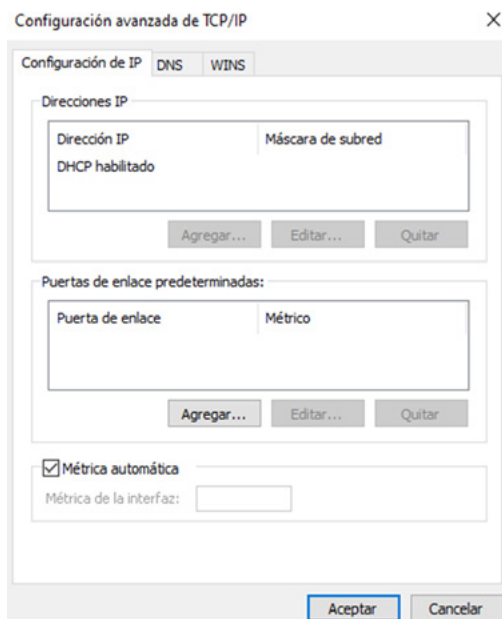 Configuración avanzada de TCP/IP
Configuración de IP DNS WINS
Direcciones IP
Dirección IP Máscara de subred
DHCP habilitado
Agregar... Editar... Quitar
Puertas de enlace predeterminadas:
Puerta de enlace Métrico
Agregar... Editar... Quitar
Métrica automática
Métrica de la interfaz:
Aceptar Cancelar